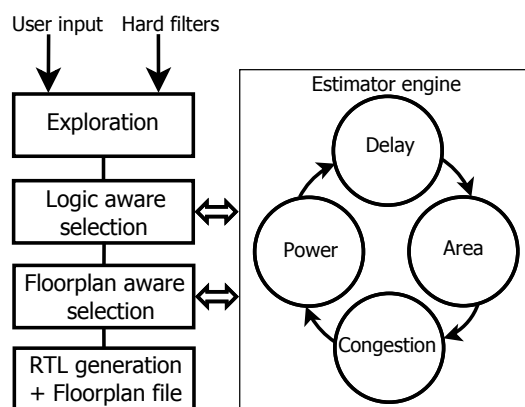 User input
Hard filters
Exploration
Logic aware
selection
Floorplan aware
selection
RTL generation
+ Floorplan file
Estimator engine
Delay
Area
Congestion
Power